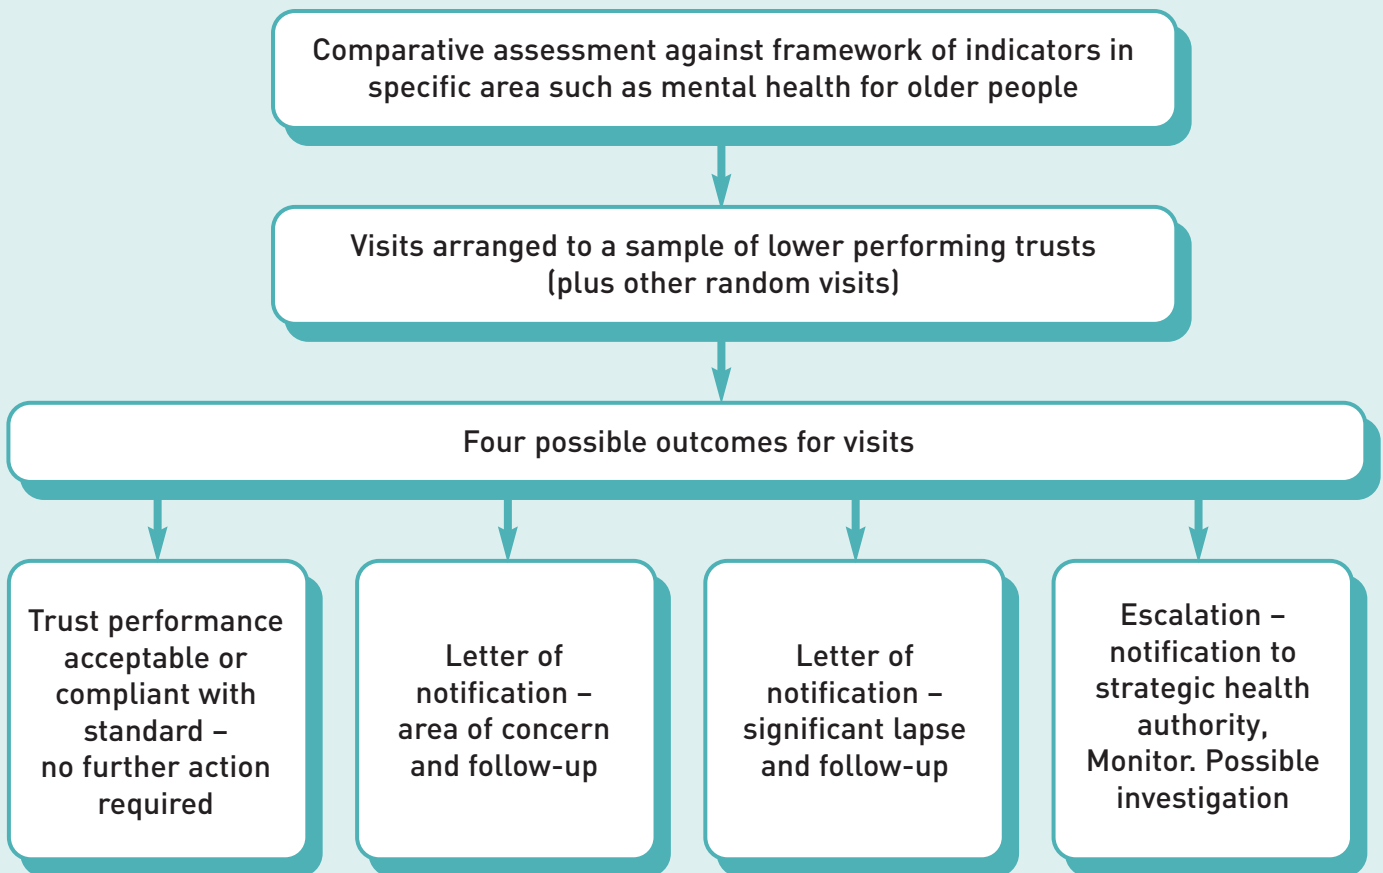 Comparative assessment against framework of indicators in
specific area such as mental health for older people
Visits arranged to a sample of lower performing trusts
(plus other random visits)
Four possible outcomes for visits
Trust performance
acceptable or
compliant with
standard –
no further action
required
Letter of
notification –
area of concern
and follow-up
Letter of
notification –
significant lapse
and follow-up
Escalation –
notification to
strategic health
authority,
Monitor. Possible
investigation